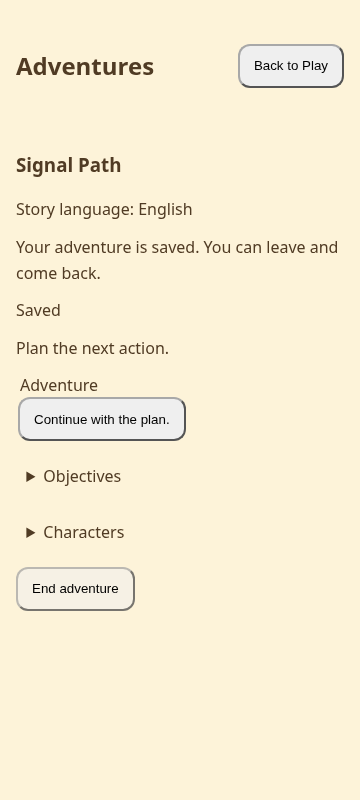 Adventures
Back to Play
Signal Path
Story language: English
Your adventure is saved. You can leave and
come back.
Saved
Plan the next action.
Adventure
Continue with the plan.
Objectives
Characters
End adventure